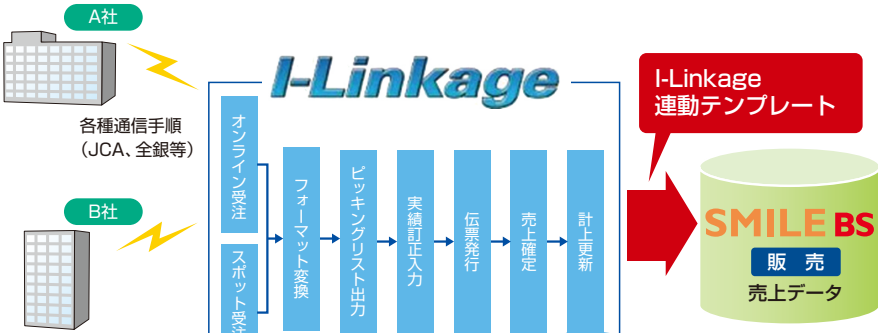 A社
各種通信手順
（JCA、全銀等）
B社
I-Linkage
オンライン受注
スポット受注
フォーマット変換
ピッキングリスト出力
実績訂正入力
伝票発行
売上確定
計上更新
I-Linkage
連動テンプレート
SMILE BS
販 売
売上データ